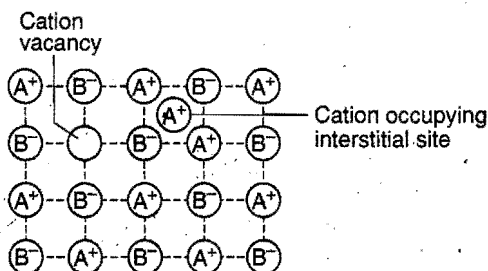 Cation
vacancy
A⁺ B⁻ A⁺ B⁻ A⁺
A⁺
Cation occupying
interstitial site
B⁻ B⁻ A⁺ B⁻
A⁺ B⁻ A⁺ B⁻ A⁺
B⁻ A⁺ B⁻ A⁺ B⁻